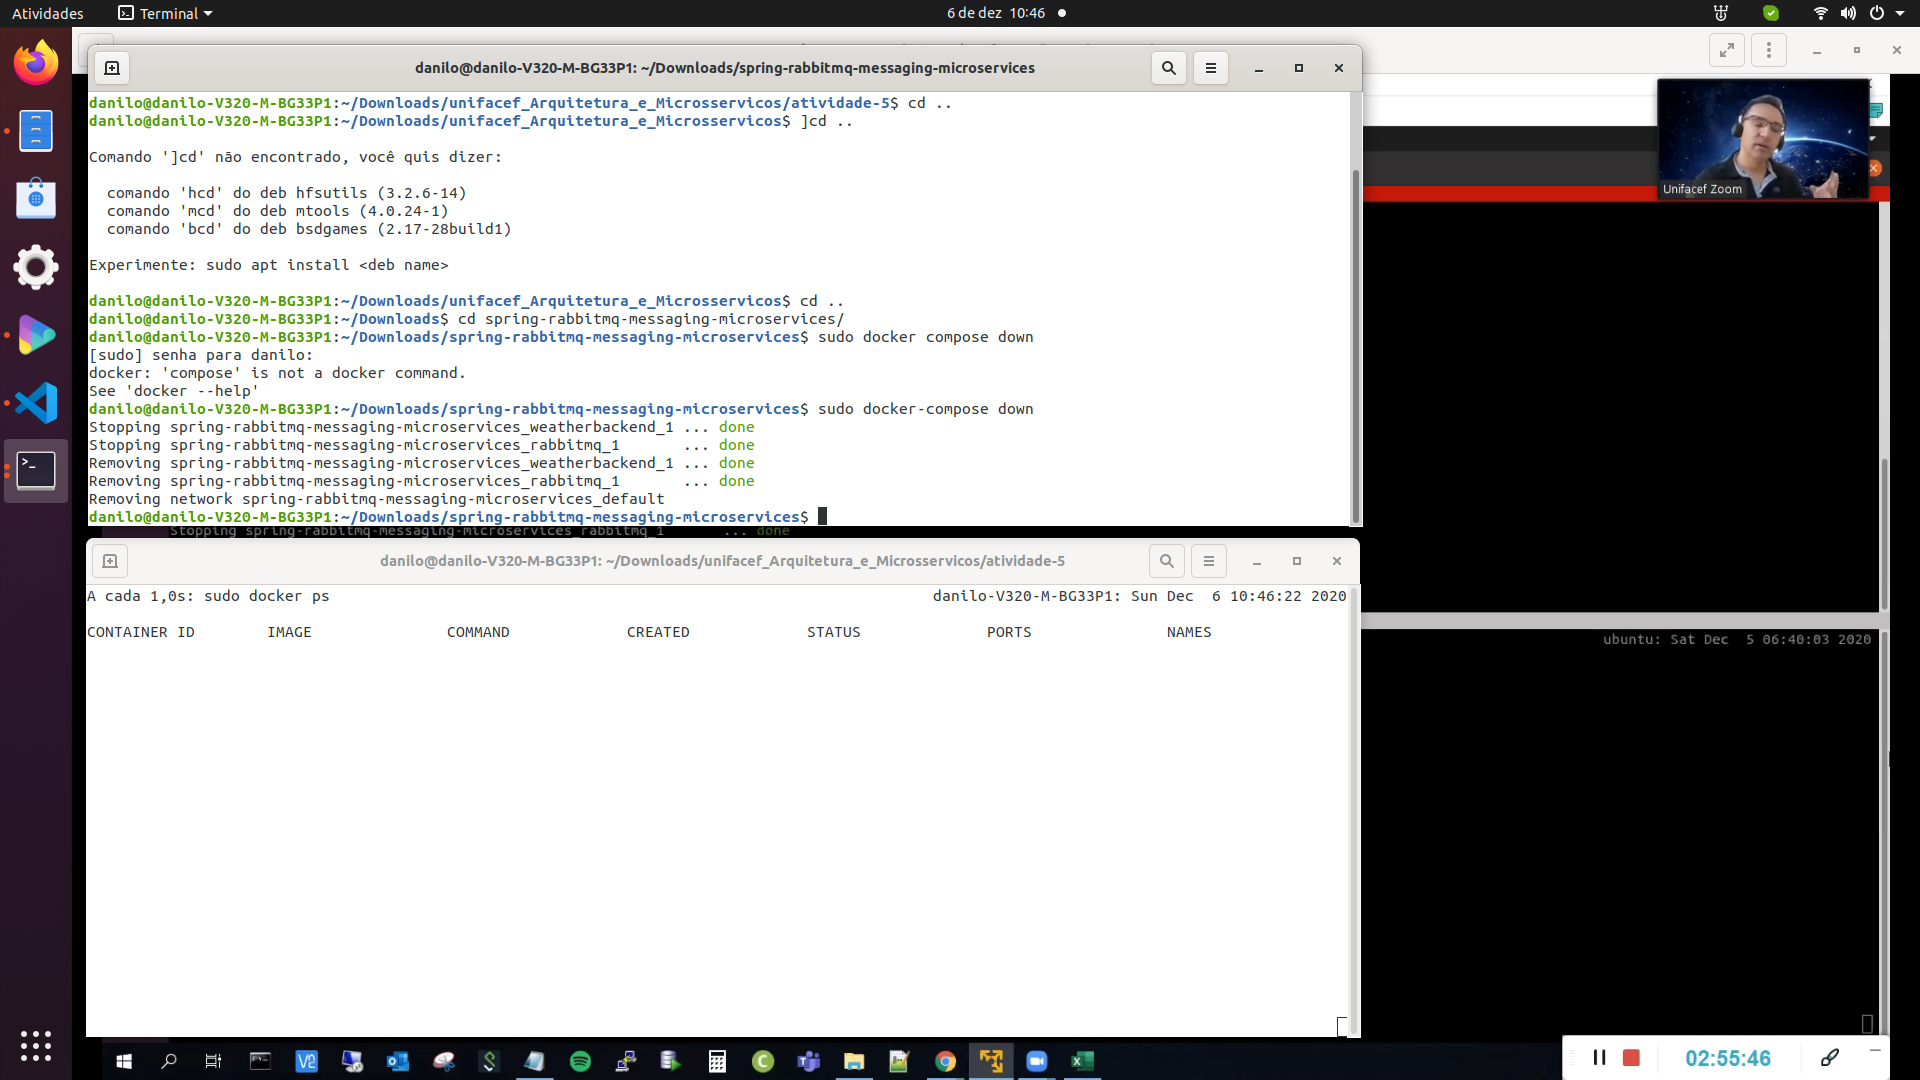 Atividades
Terminal
6 de dez 10:46
danilo@danilo-V320-M-BG33P1: ~/Downloads/spring-rabbitmq-messaging-microservices
danilo@danilo-V320-M-BG33P1:~/Downloads/unifacef_Arquitetura_e_Microsservicos/atividade-5$ cd ..
danilo@danilo-V320-M-BG33P1:~/Downloads/unifacef_Arquitetura_e_Microsservicos$ ]cd ..
Comando ']cd' não encontrado, você quis dizer:
comando 'hcd' do deb hfsutils (3.2.6-14)
comando 'mcd' do deb mtools (4.0.24-1)
comando 'bcd' do deb bsdgames (2.17-28build1)
Experimente: sudo apt install <deb name>
danilo@danilo-V320-M-BG33P1:~/Downloads/unifacef_Arquitetura_e_Microsservicos$ cd ..
danilo@danilo-V320-M-BG33P1:~/Downloads$ cd spring-rabbitmq-messaging-microservices/
danilo@danilo-V320-M-BG33P1:~/Downloads/spring-rabbitmq-messaging-microservices$ sudo docker compose down
[sudo] senha para danilo:
docker: 'compose' is not a docker command.
See 'docker --help'
danilo@danilo-V320-M-BG33P1:~/Downloads/spring-rabbitmq-messaging-microservices$ sudo docker-compose down
Stopping spring-rabbitmq-messaging-microservices_weatherbackend_1 ... done
Stopping spring-rabbitmq-messaging-microservices_rabbitmq_1 ... done
Removing spring-rabbitmq-messaging-microservices_weatherbackend_1 ... done
Removing spring-rabbitmq-messaging-microservices_rabbitmq_1 ... done
Removing network spring-rabbitmq-messaging-microservices_default
danilo@danilo-V320-M-BG33P1:~/Downloads/spring-rabbitmq-messaging-microservices$
Stopping spring-rabbitmq-messaging-microservices_rabbitmq_1 ... done
Unifacef Zoom
danilo@danilo-V320-M-BG33P1: ~/Downloads/unifacef_Arquitetura_e_Microsservicos/atividade-5
A cada 1,0s: sudo docker ps danilo-V320-M-BG33P1: Sun Dec 6 10:46:22 2020
CONTAINER ID IMAGE COMMAND CREATED STATUS PORTS NAMES
ubuntu: Sat Dec 5 06:40:03 2020
02:55:46